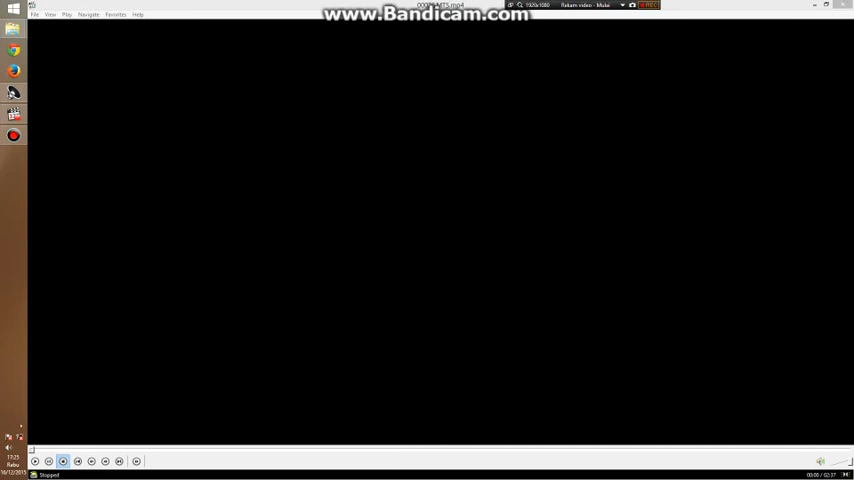 www.Bandicam.com
1920x1080 Rekam video - Mulai REC
File View Play Navigate Favorites Help
17:25
Rabu
16/12/2015
Stopped
00:00 / 02:37